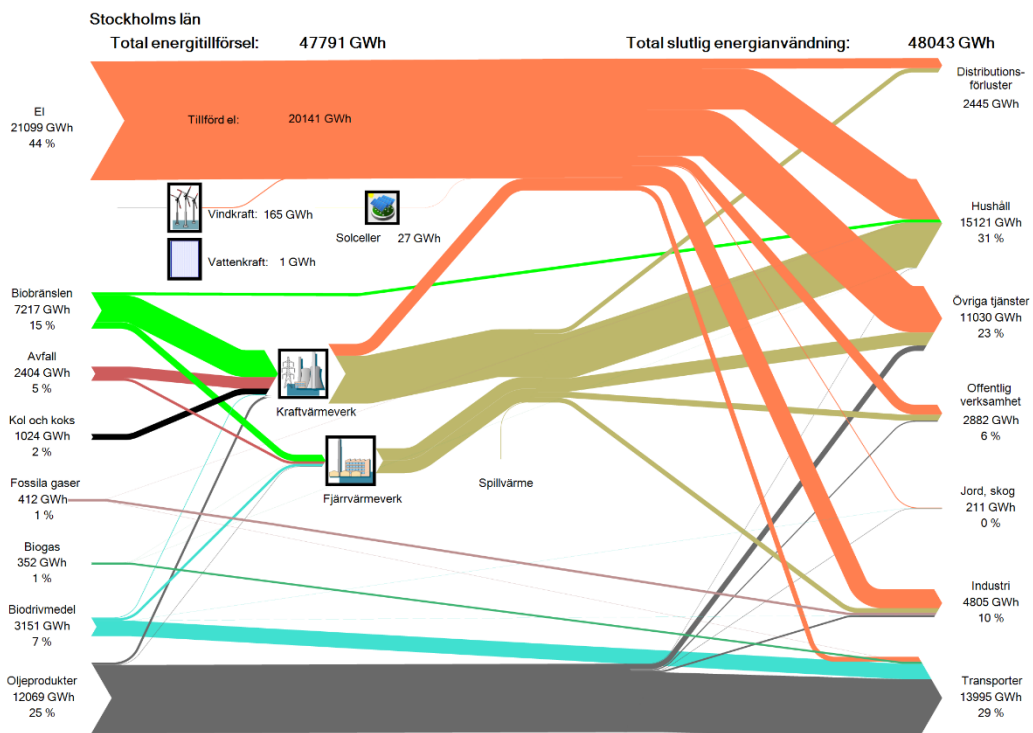 Stockholms län
Total energitillförsel: 47791 GWh
Total slutlig energianvändning: 48043 GWh
El
21099 GWh
44 %
Tillförd el: 20141 GWh
Vindkraft: 165 GWh
Solceller 27 GWh
Vattenkraft: 1 GWh
Biobränslen
7217 GWh
15 %
Avfall
2404 GWh
5 %
Kol och koks
1024 GWh
2 %
Fossila gaser
412 GWh
1 %
Biogas
352 GWh
1 %
Biodrivmedel
3151 GWh
7 %
Oljeprodukter
12069 GWh
25 %
Kraftvärmeverk
Fjärrvärmeverk
Spillvärme
Distributions-
förluster
2445 GWh
Hushåll
15121 GWh
31 %
Övriga tjänster
11030 GWh
23 %
Offentlig
verksamhet
2882 GWh
6 %
Jord, skog
211 GWh
0 %
Industri
4805 GWh
10 %
Transporter
13995 GWh
29 %